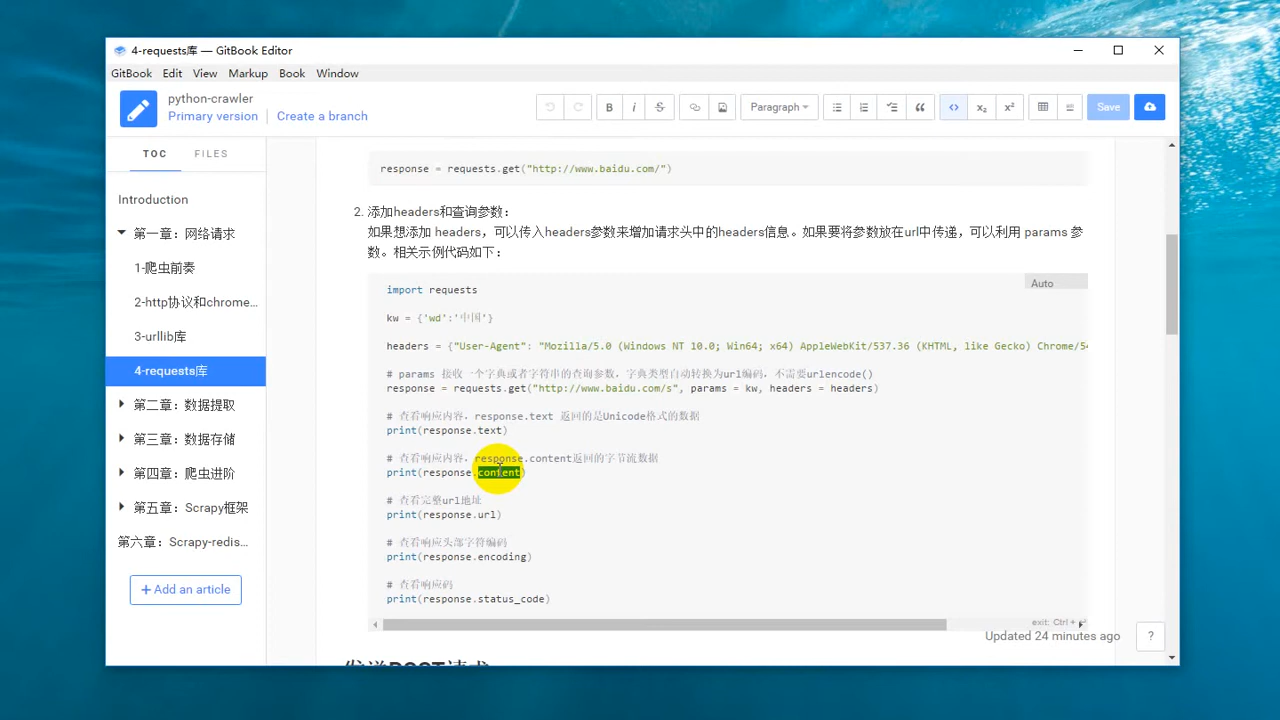 4-requests库 — GitBook Editor
GitBook Edit View Markup Book Window
python-crawler
Primary version
Create a branch
B i S
Paragraph
x₂ x²
Save
TOC FILES
Introduction
第一章：网络请求
1-爬虫前奏
2-http协议和chrome...
3-urllib库
4-requests库
第二章：数据提取
第三章：数据存储
第四章：爬虫进阶
第五章：Scrapy框架
第六章：Scrapy-redis...
+ Add an article
response = requests.get("http://www.baidu.com/")
2. 添加headers和查询参数：
如果想添加 headers，可以传入headers参数来增加请求头中的headers信息。如果要将参数放在url中传递，可以利用 params 参
数。相关示例代码如下：
Auto
import requests
kw = {'wd':'中国'}
headers = {"User-Agent": "Mozilla/5.0 (Windows NT 10.0; Win64; x64) AppleWebKit/537.36 (KHTML, like Gecko) Chrome/54
# params 接收一个字典或者字符串的查询参数，字典类型自动转换为url编码，不需要urlencode()
response = requests.get("http://www.baidu.com/s", params = kw, headers = headers)
# 查看响应内容，response.text 返回的是Unicode格式的数据
print(response.text)
# 查看响应内容，response.content返回的字节流数据
print(response.content)
# 查看完整url地址
print(response.url)
# 查看响应头部字符编码
print(response.encoding)
# 查看响应码
print(response.status_code)
exit: Ctrl + ↵
Updated 24 minutes ago
?
发送POST请求